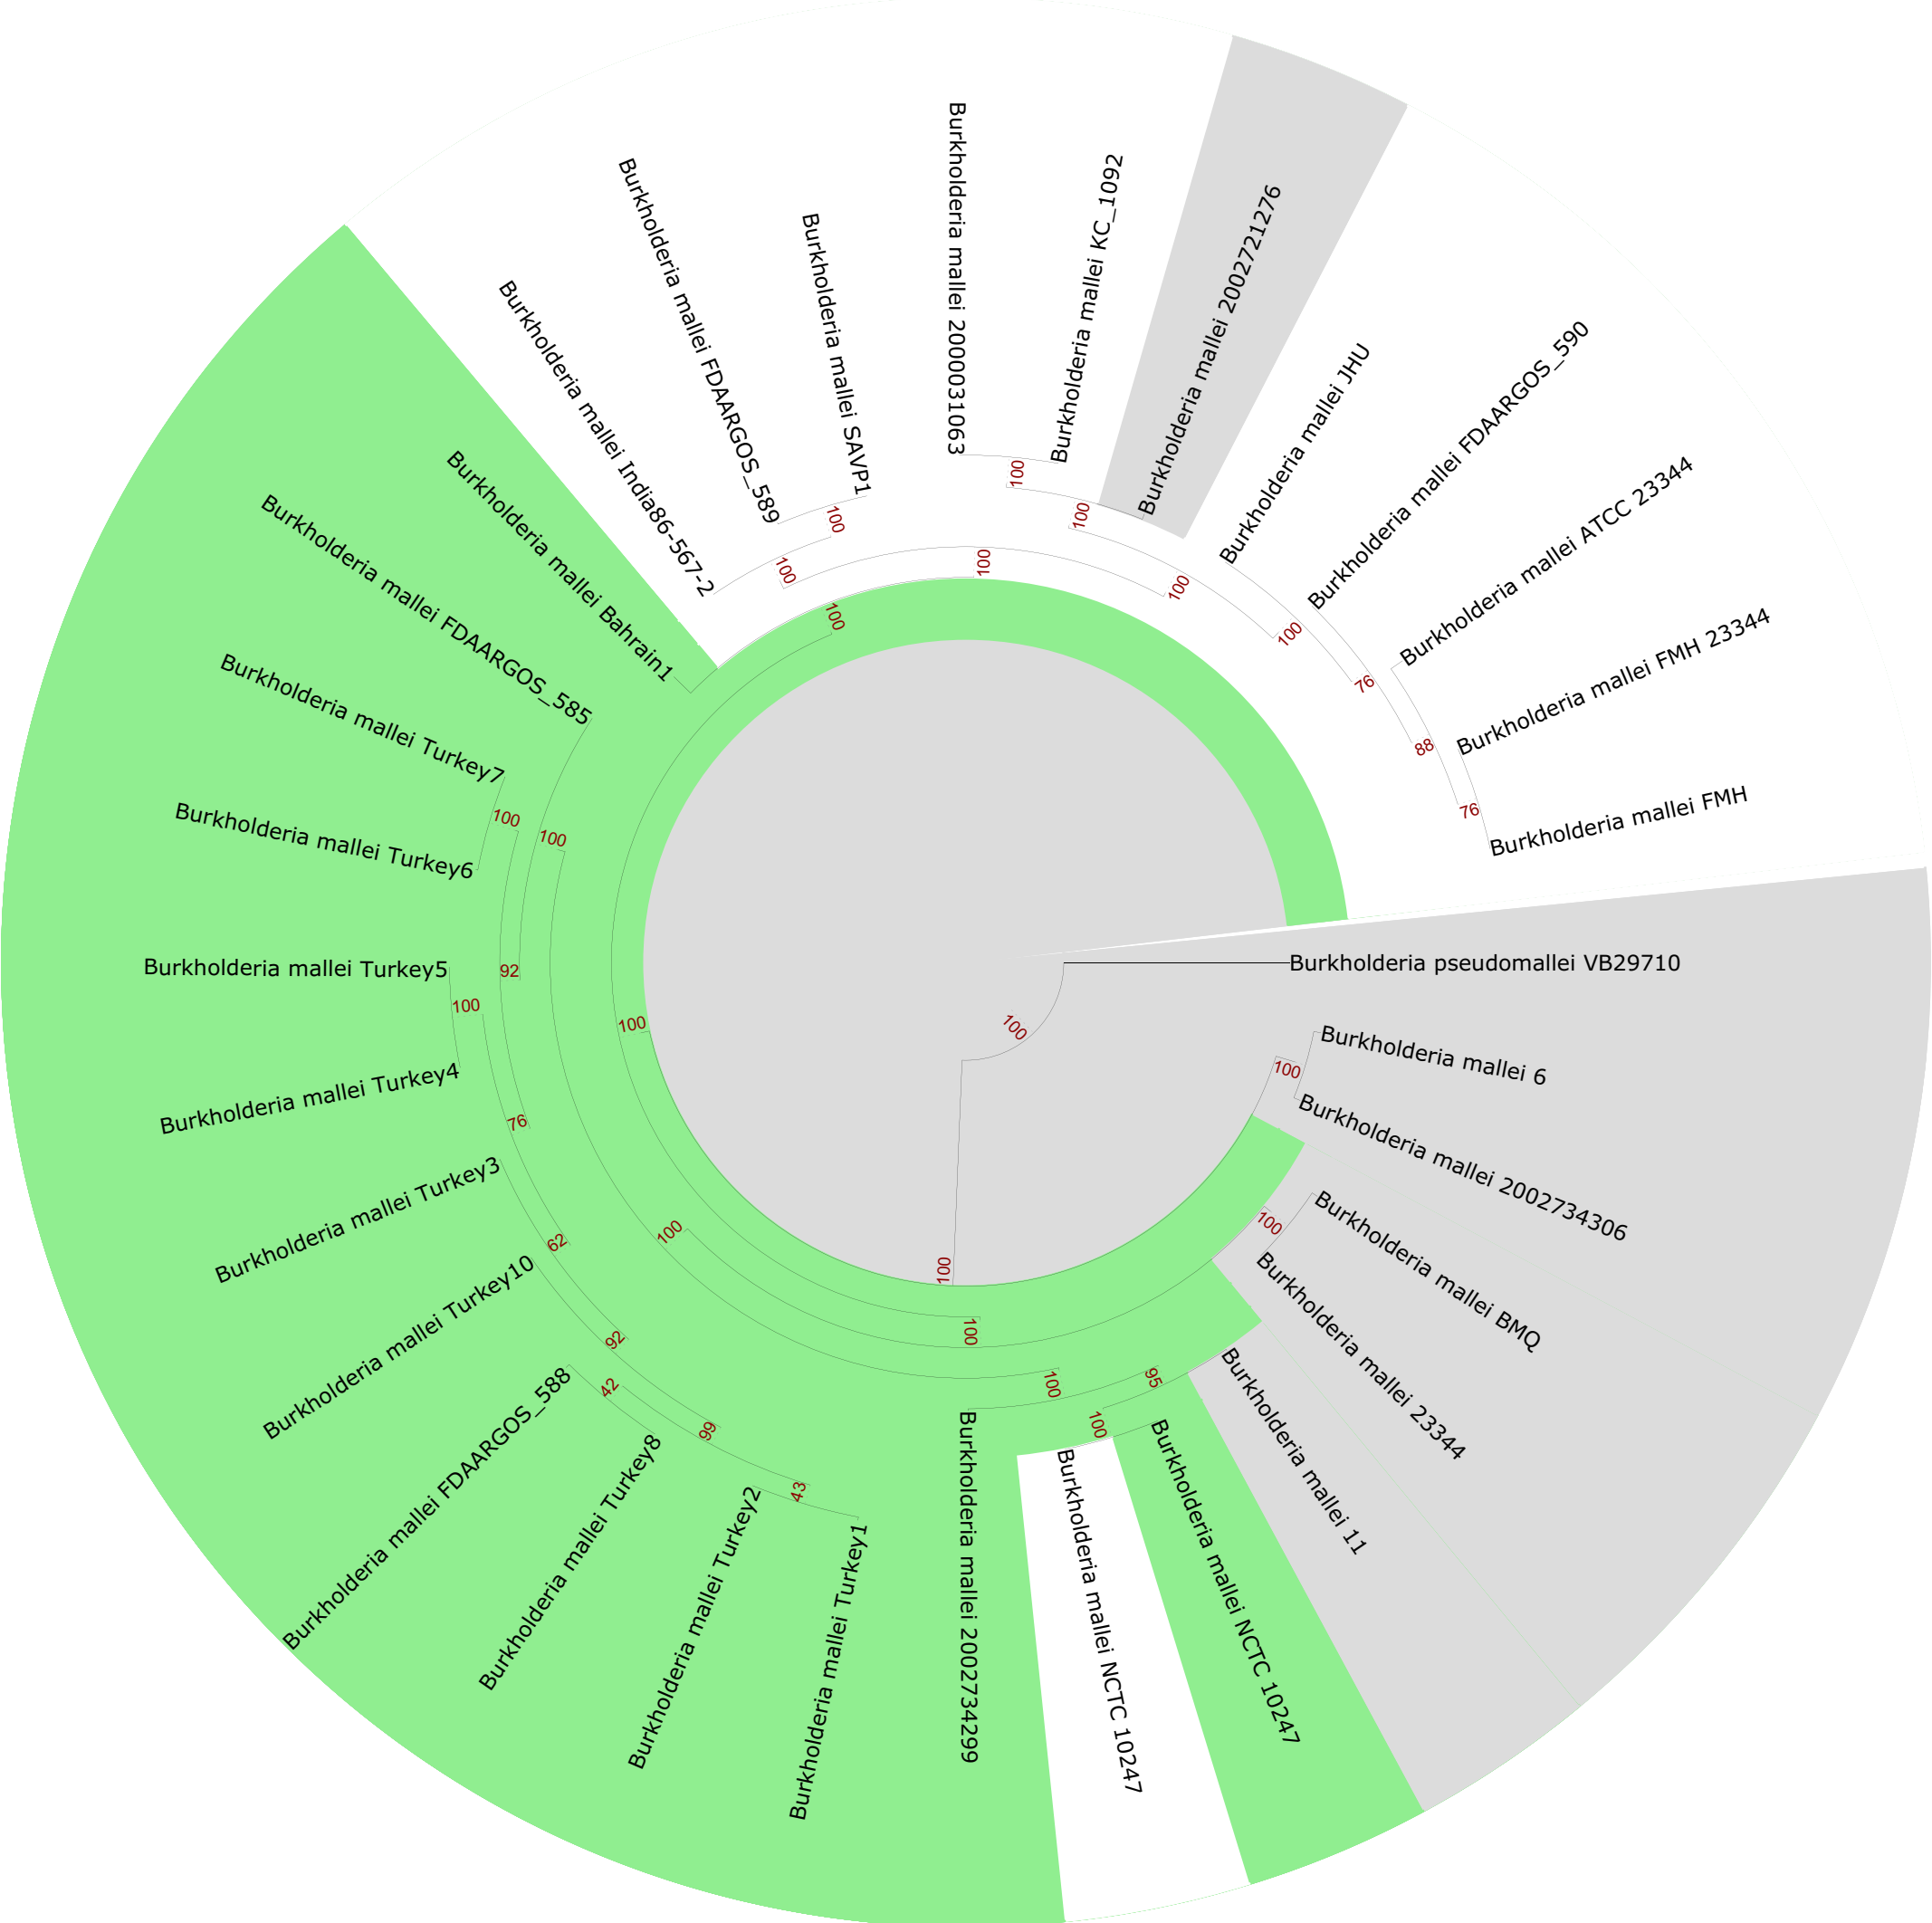 Burkholderia mallei 2000031063
Burkholderia mallei KC_1092
Burkholderia mallei 2002721276
Burkholderia mallei JHU
Burkholderia mallei FDAARGOS_590
Burkholderia mallei ATCC 23344
Burkholderia mallei FMH 23344
Burkholderia mallei FMH
Burkholderia pseudomallei VB29710
Burkholderia mallei 6
Burkholderia mallei 2002734306
Burkholderia mallei BMQ
Burkholderia mallei 23344
Burkholderia mallei 11
Burkholderia mallei NCTC 10247
Burkholderia mallei NCTC 10247
Burkholderia mallei 2002734299
Burkholderia mallei Turkey1
Burkholderia mallei Turkey2
Burkholderia mallei Turkey8
Burkholderia mallei FDAARGOS_588
Burkholderia mallei Turkey10
Burkholderia mallei Turkey3
Burkholderia mallei Turkey4
Burkholderia mallei Turkey5
Burkholderia mallei Turkey6
Burkholderia mallei Turkey7
Burkholderia mallei FDAARGOS_585
Burkholderia mallei Bahrain1
Burkholderia mallei India86-567-2
Burkholderia mallei FDAARGOS_589
Burkholderia mallei SAVP1
100
100
100
100
100
100
100
100
76
88
76
100
100
92
100
100
76
62
92
42
99
43
100
100
100
100
100
95
100
100
100
100